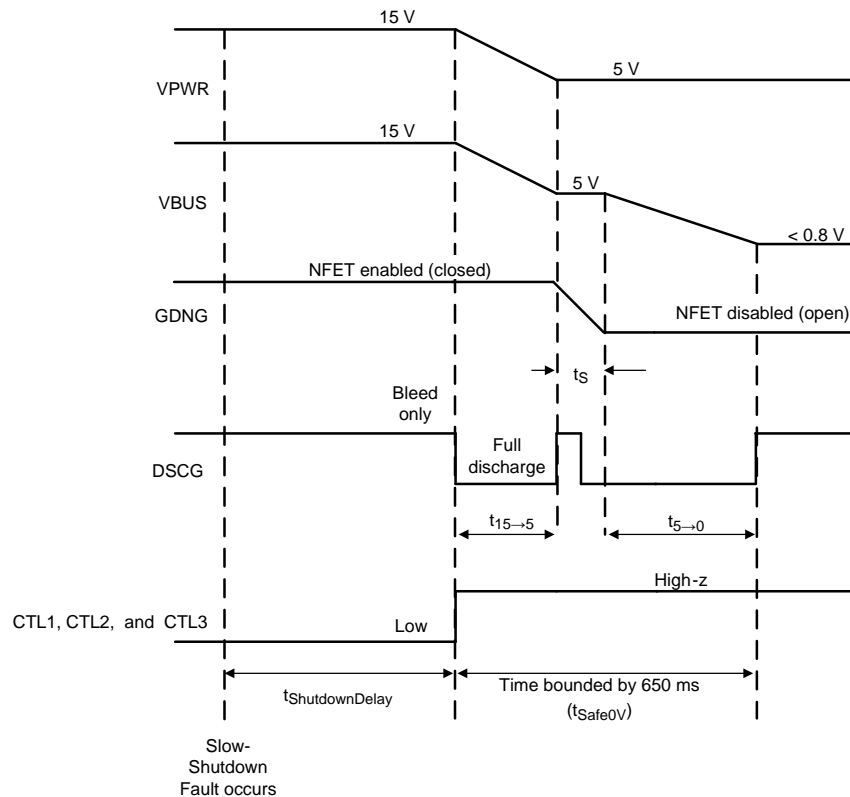 15 V
5 V
VPWR
15 V
5 V
VBUS
< 0.8 V
NFET enabled (closed)
GDNG
NFET disabled (open)
tS
Bleed
only
Full
discharge
DSCG
t15→5
t5→0
High-z
CTL1, CTL2, and CTL3
Low
tShutdownDelay
Time bounded by 650 ms
(tSafe0V)
Slow-
Shutdown
Fault occurs